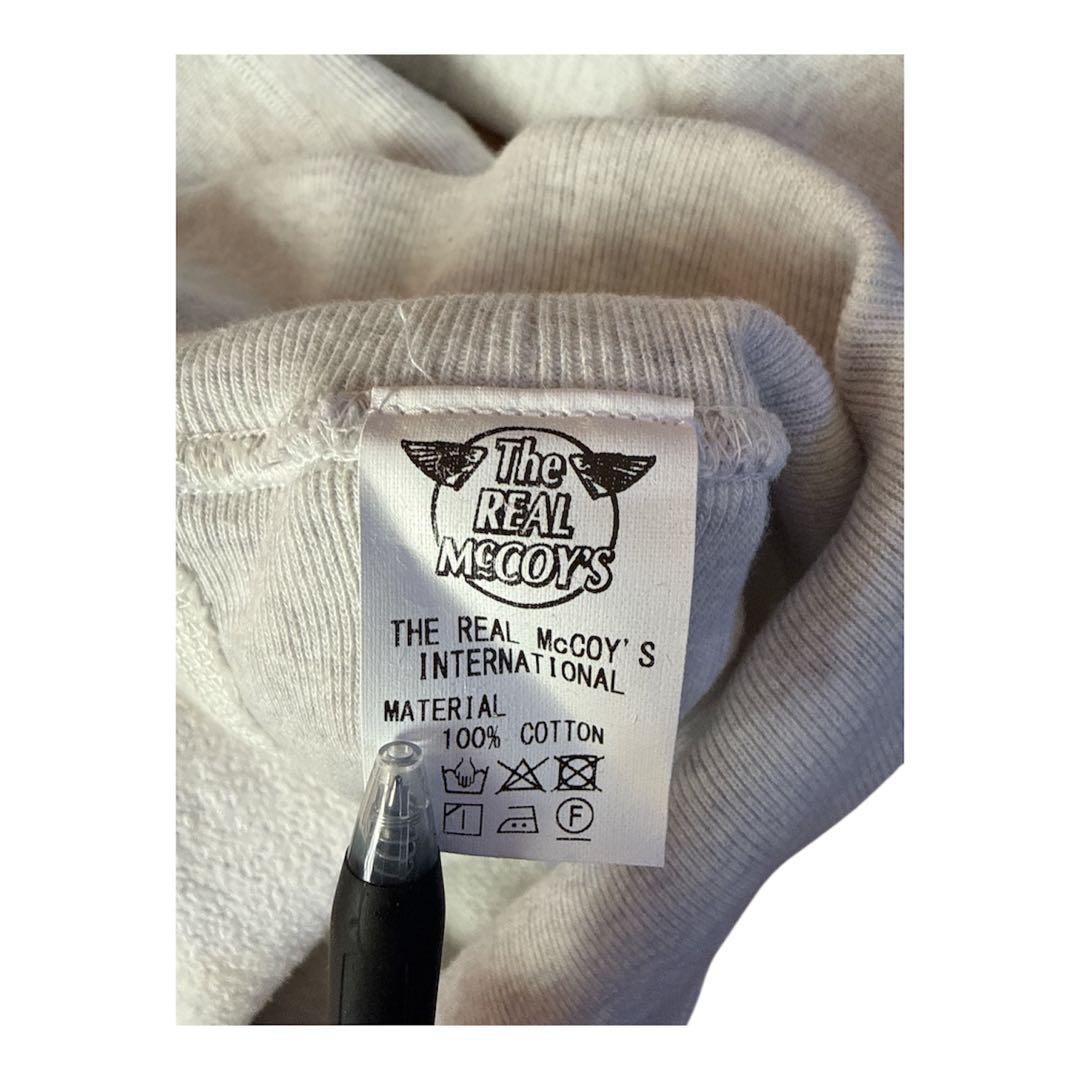 The
REAL
McCOY'S
THE REAL McCOY'S
INTERNATIONAL
MATERIAL
100% COTTON
F